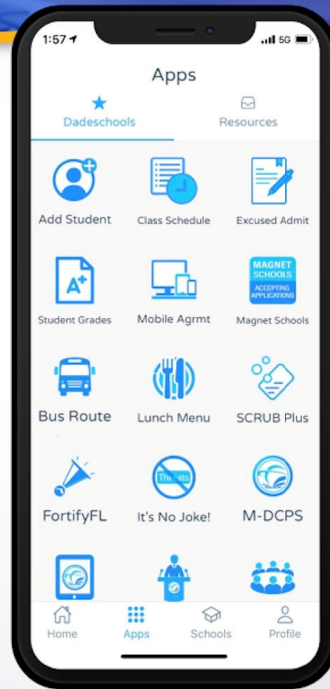 1:57
5G
Apps
Dadeschools
Resources
Add Student
Class Schedule
Excused Admit
A+
MAGNET
SCHOOLS
ACCEPTING
APPLICATIONS
Student Grades
Mobile Agrmt
Magnet Schools
Bus Route
Lunch Menu
SCRUB Plus
Threats
FortifyFL
It's No Joke!
M-DCPS
Home
Apps
Schools
Profile